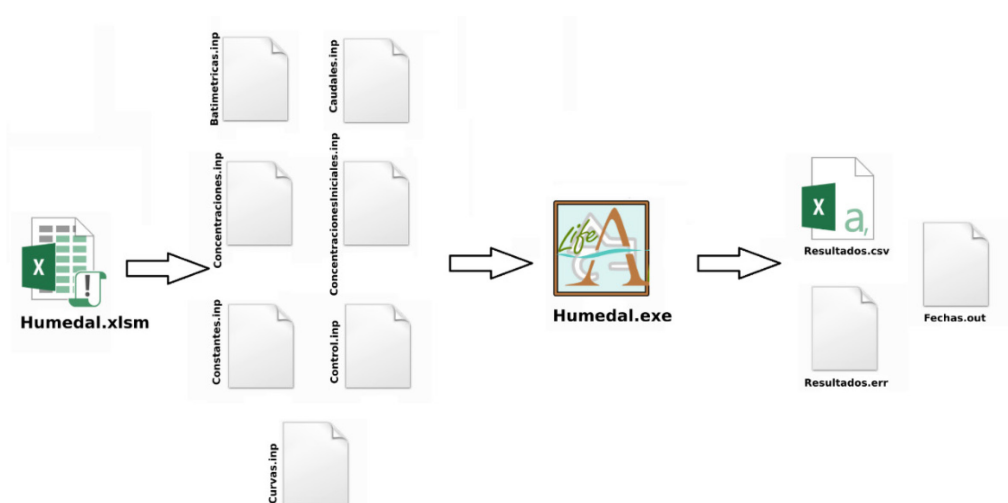 Humedal.xlsm
X
Batimetricas.inp
Caudales.inp
Concentraciones.inp
ConcentracionesIniciales.inp
Constantes.inp
Control.inp
Curvas.inp
Life
A
Humedal.exe
X
a,
Resultados.csv
Fechas.out
Resultados.err